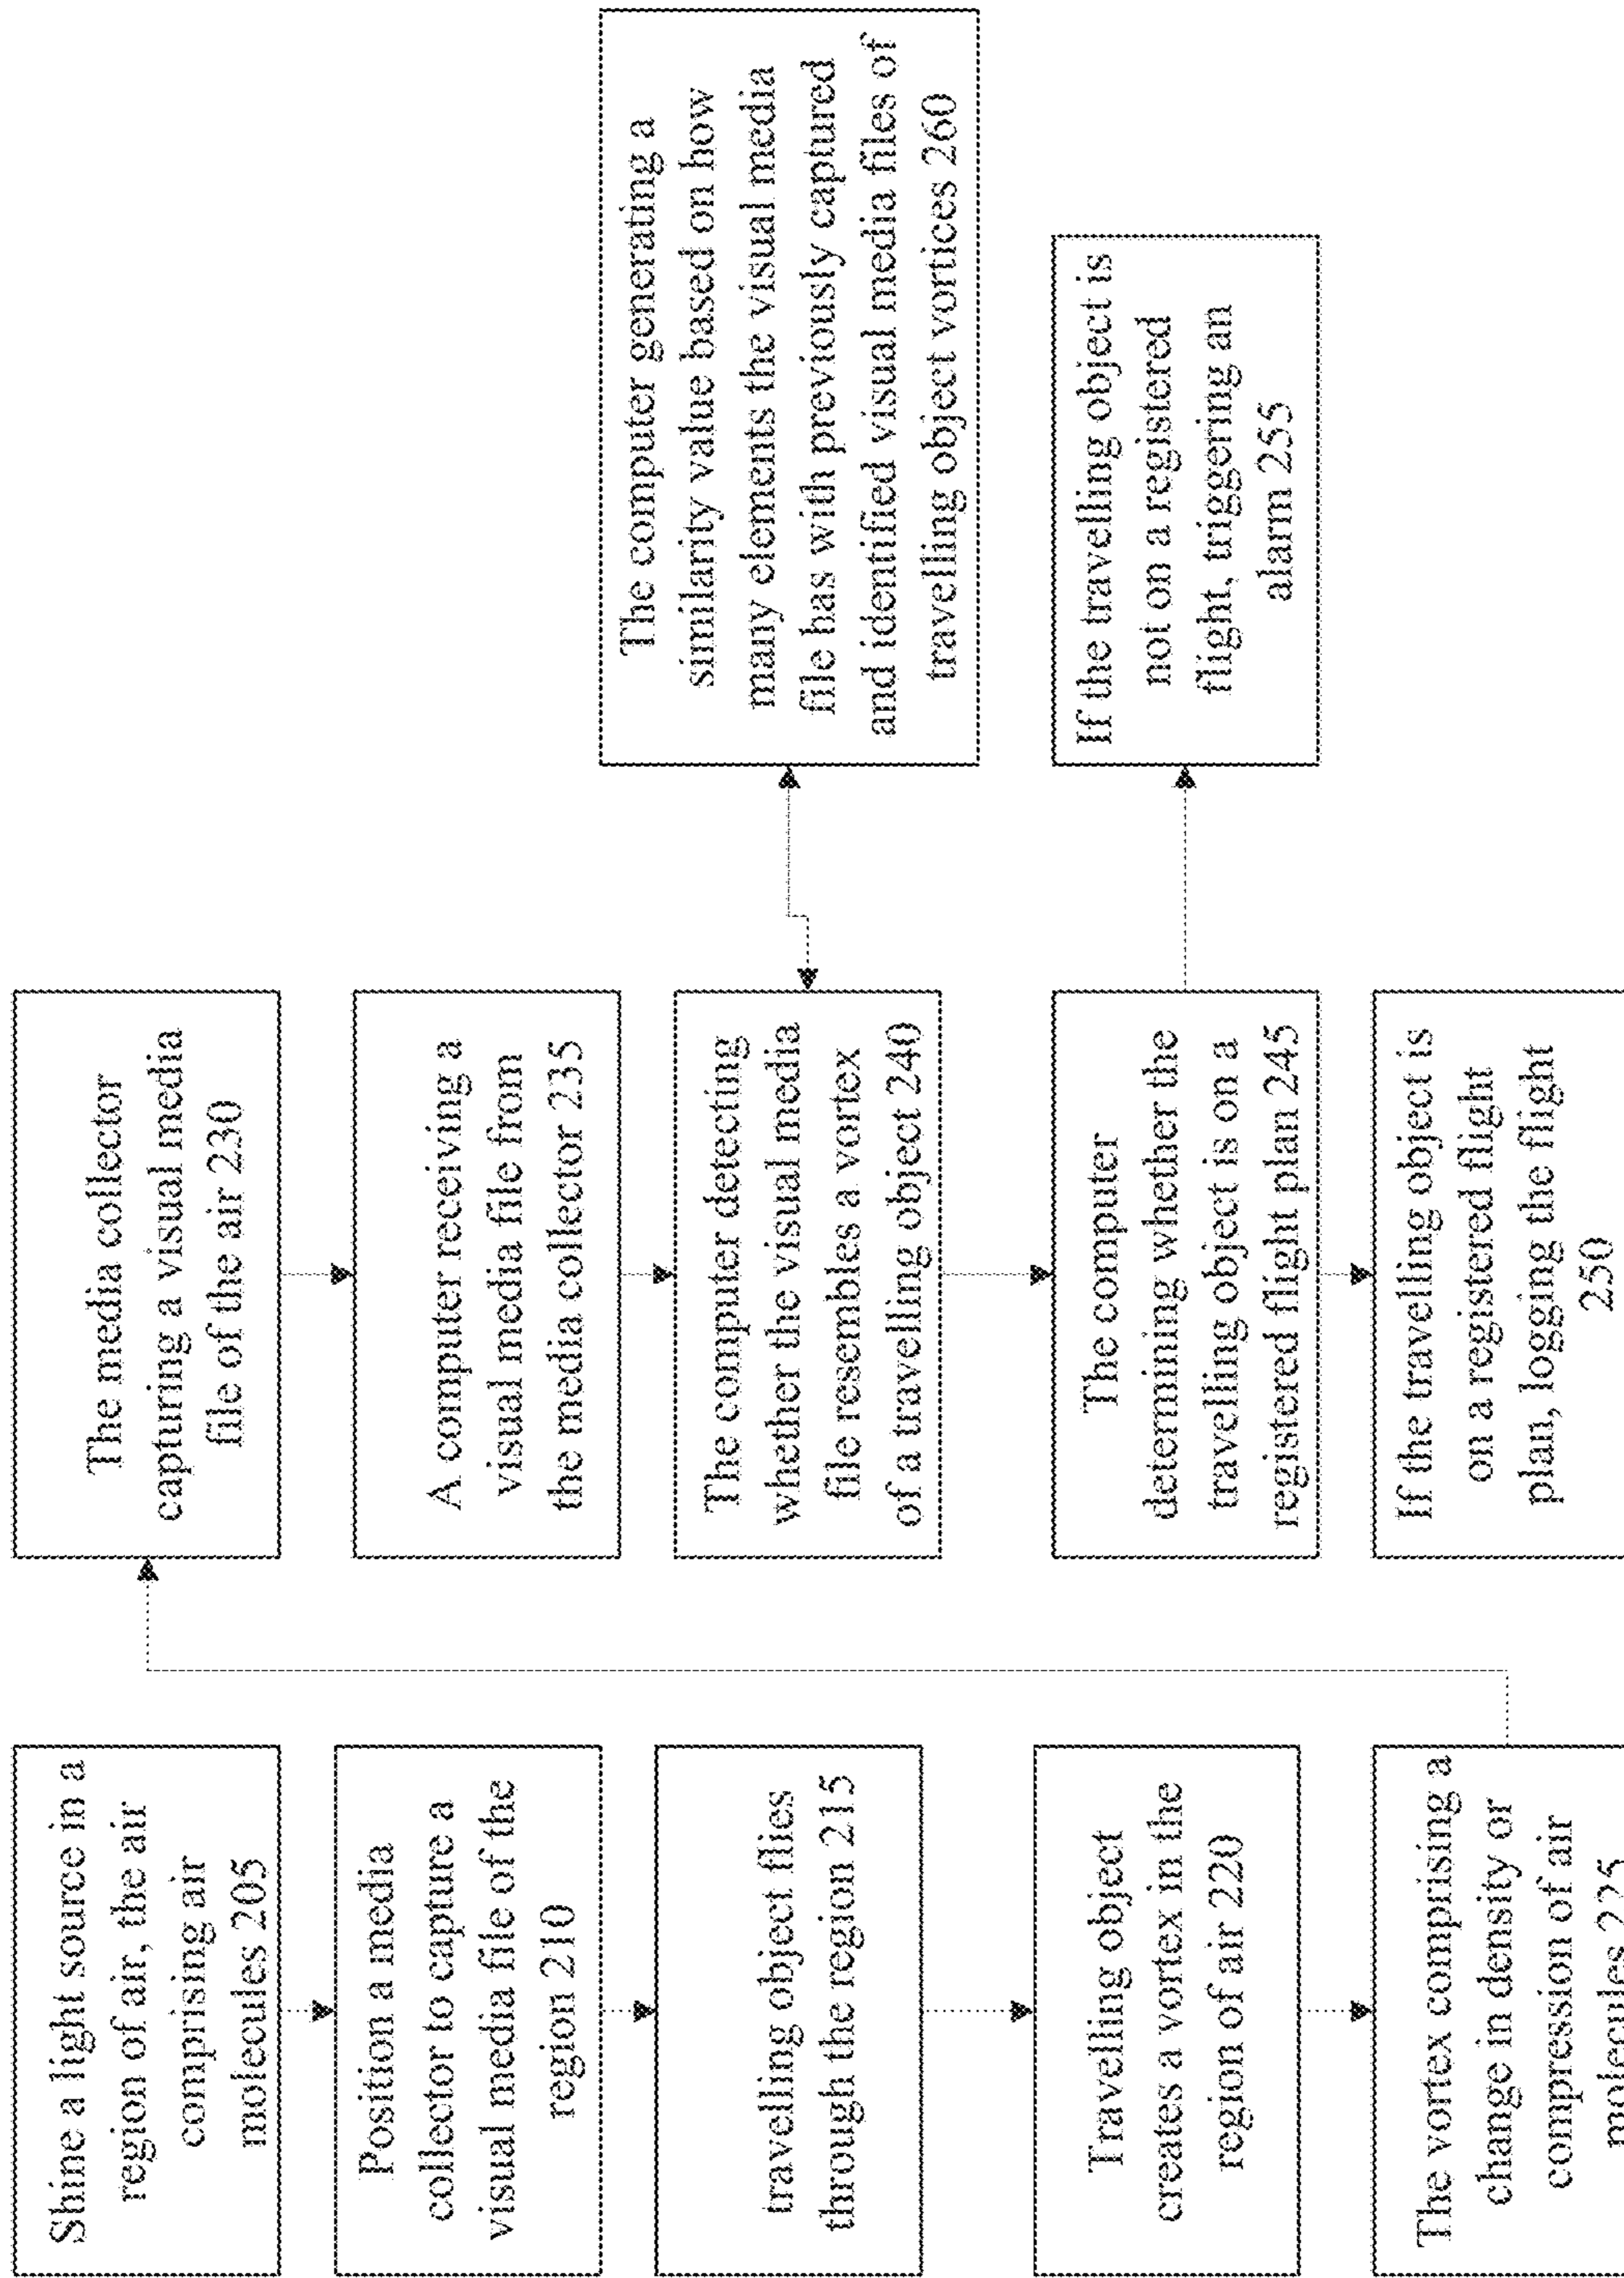 Shine a light source in a
region of air, the air
comprising air
molecules 205
Position a media
collector to capture a
visual media file of the
region 210
travelling object flies
through the region 215
Travelling object
creates a vortex in the
region of air 220
The vortex comprising a
change in density or
compression of air
molecules 225
The media collector
capturing a visual media
file of the air 230
A computer receiving a
visual media file from
the media collector 235
The computer detecting
whether the visual media
file resembles a vortex
of a travelling object 240
The computer
determining whether the
travelling object is on a
registered flight plan 245
If the travelling object is
on a registered flight
plan, logging the flight
250
The computer generating a
similarity value based on how
many elements the visual media
file has with previously captured
and identified visual media files of
travelling object vortices 260
If the travelling object is
not on a registered
flight, triggering an
alarm 255